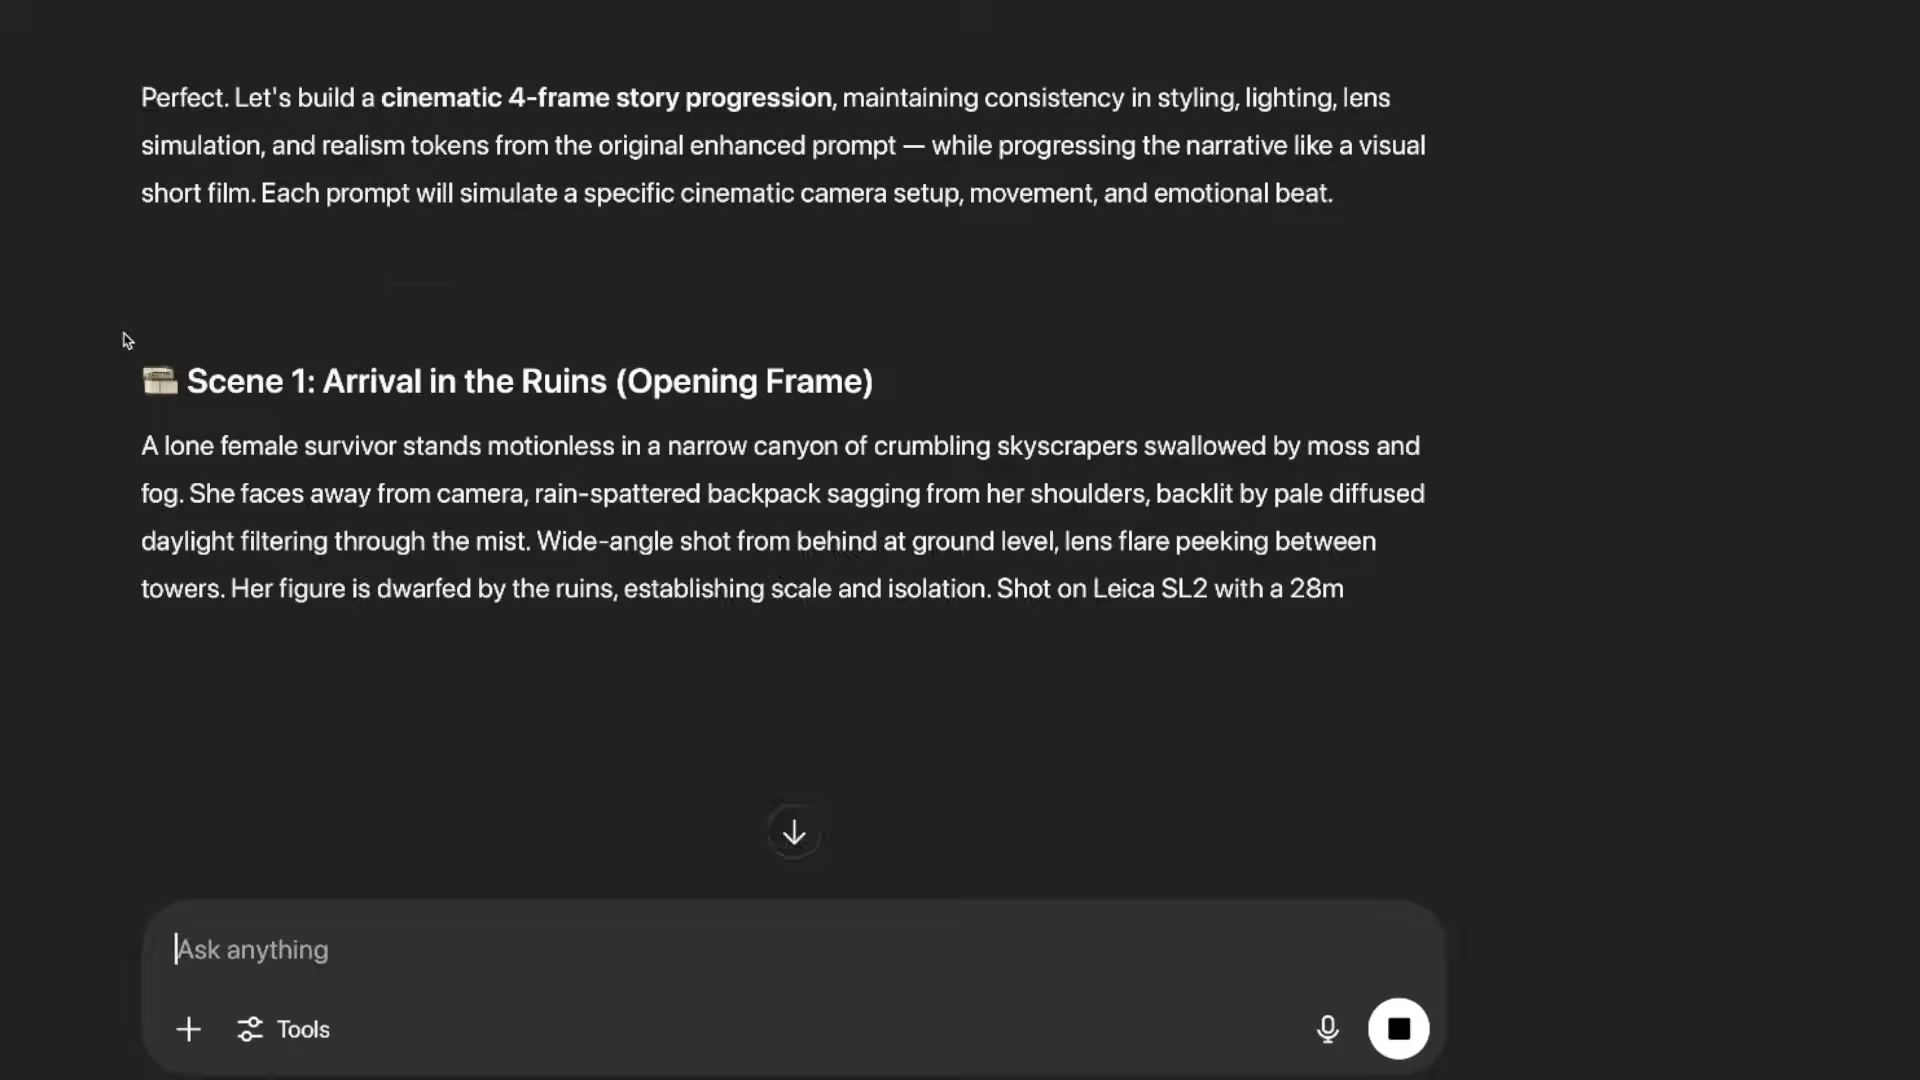 Perfect. Let's build a cinematic 4-frame story progression, maintaining consistency in styling, lighting, lens
simulation, and realism tokens from the original enhanced prompt — while progressing the narrative like a visual
short film. Each prompt will simulate a specific cinematic camera setup, movement, and emotional beat.
Scene 1: Arrival in the Ruins (Opening Frame)
A lone female survivor stands motionless in a narrow canyon of crumbling skyscrapers swallowed by moss and
fog. She faces away from camera, rain-spattered backpack sagging from her shoulders, backlit by pale diffused
daylight filtering through the mist. Wide-angle shot from behind at ground level, lens flare peeking between
towers. Her figure is dwarfed by the ruins, establishing scale and isolation. Shot on Leica SL2 with a 28m
Ask anything
Tools